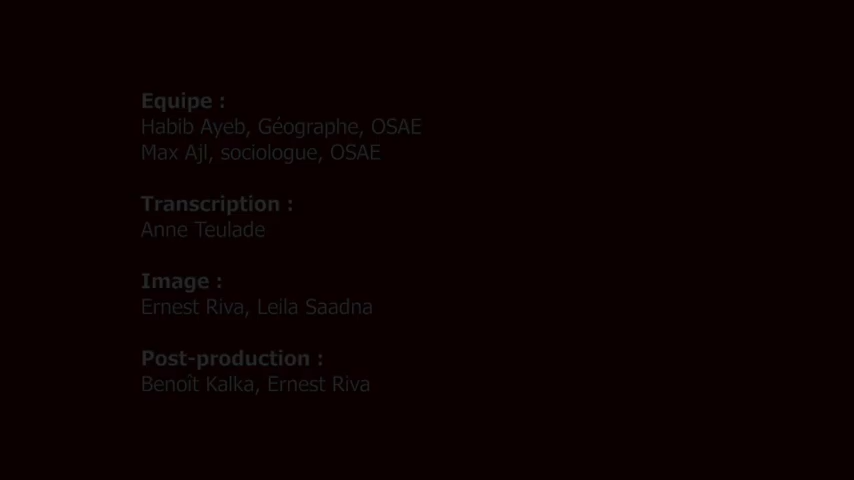 Equipe :
Habib Ayeb, Géographe, OSAE
Max Ajl, sociologue, OSAE
Transcription :
Anne Teulade
Image :
Ernest Riva, Leila Saadna
Post-production :
Benoît Kalka, Ernest Riva